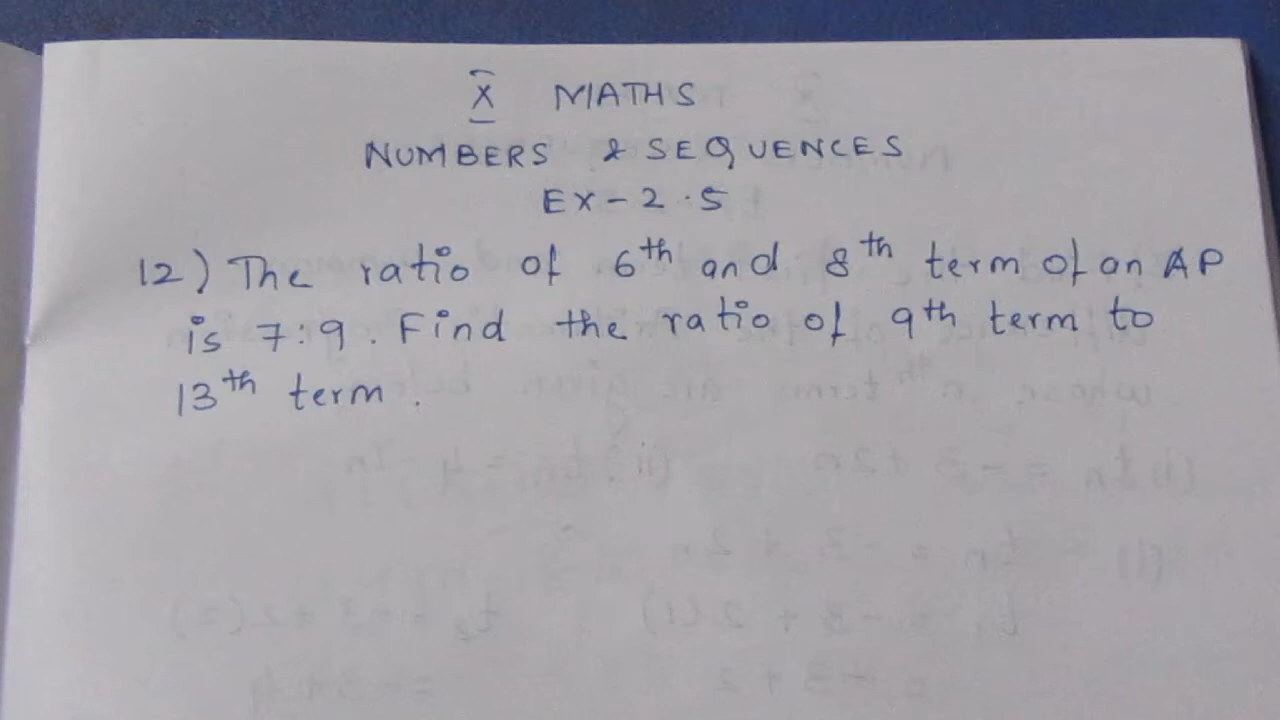 X MATHS
NUMBERS & SEQUENCES
EX-2.5
12) The ratio of 6th and 8th term of an AP
is 7:9. Find the ratio of 9th term to
13th term.